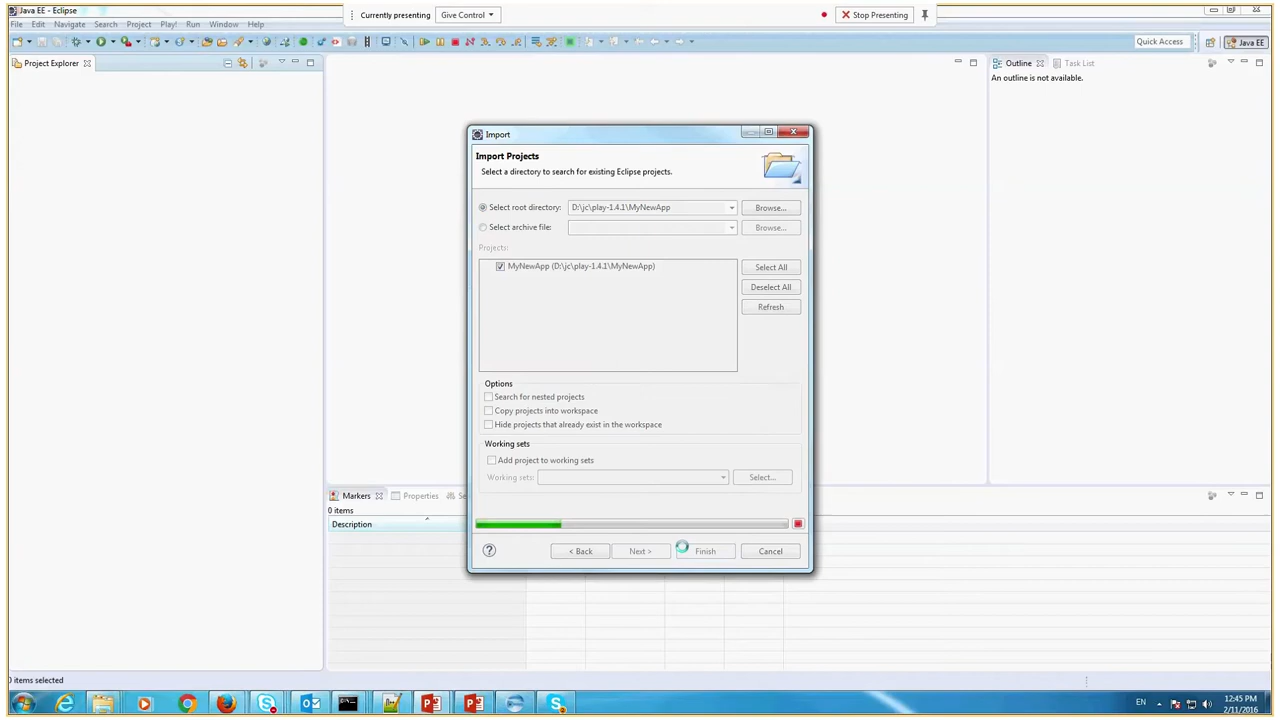 Java EE - Eclipse
Currently presenting
Give Control
Stop Presenting
File Edit Navigate Search Project Play! Run Window Help
Quick Access
Java EE
Project Explorer
Outline
Task List
An outline is not available.
Import
Import Projects
Select a directory to search for existing Eclipse projects.
Select root directory: D:\jc\play-1.4.1\MyNewApp Browse...
Select archive file: Browse...
Projects:
MyNewApp (D:\jc\play-1.4.1\MyNewApp)
Select All
Deselect All
Refresh
Options
Search for nested projects
Copy projects into workspace
Hide projects that already exist in the workspace
Working sets
Add project to working sets
Working sets: Select...
Markers Properties Se
0 items
Description
< Back Next > Finish Cancel
0 items selected
EN
12:45 PM
2/11/2016